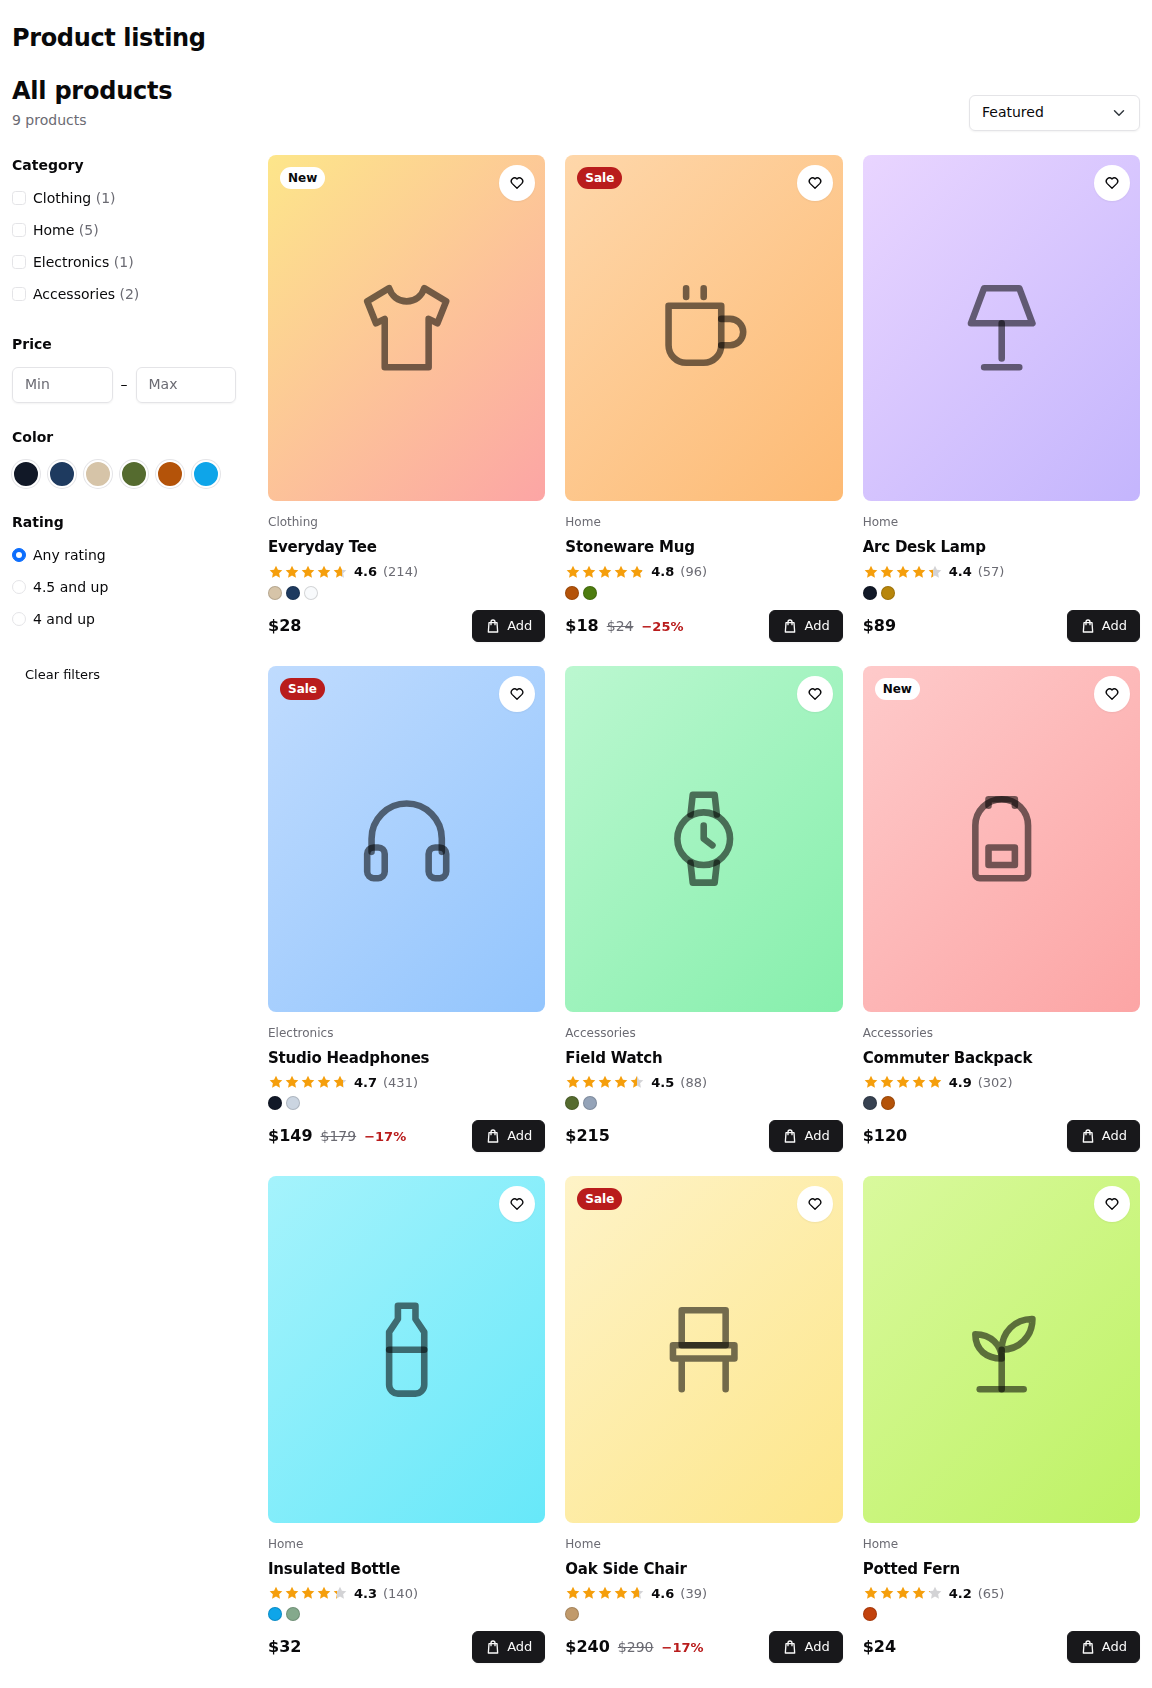 Product listing
All products
9 products
Featured
Category
Clothing (1)
Home (5)
Electronics (1)
Accessories (2)
Price
Min – Max
Color
Rating
Any rating
4.5 and up
4 and up
Clear filters
New
Clothing
Everyday Tee
4.6 (214)
$28 Add
Sale
Home
Stoneware Mug
4.8 (96)
$18 $24 −25% Add
Home
Arc Desk Lamp
4.4 (57)
$89 Add
Sale
Electronics
Studio Headphones
4.7 (431)
$149 $179 −17% Add
Accessories
Field Watch
4.5 (88)
$215 Add
New
Accessories
Commuter Backpack
4.9 (302)
$120 Add
Home
Insulated Bottle
4.3 (140)
$32 Add
Sale
Home
Oak Side Chair
4.6 (39)
$240 $290 −17% Add
Home
Potted Fern
4.2 (65)
$24 Add